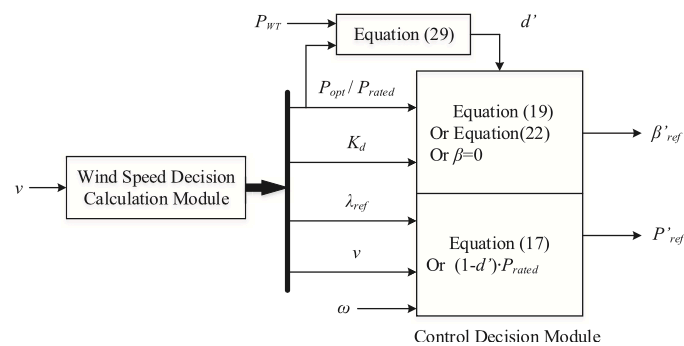 P_WT
Equation (29)
d'
P_opt / P_rated
K_d
λ_ref
v
ω
v
Wind Speed Decision
Calculation Module
Equation (19)
Or Equation(22)
Or β=0
Equation (17)
Or (1-d')·P_rated
β'_ref
P'_ref
Control Decision Module